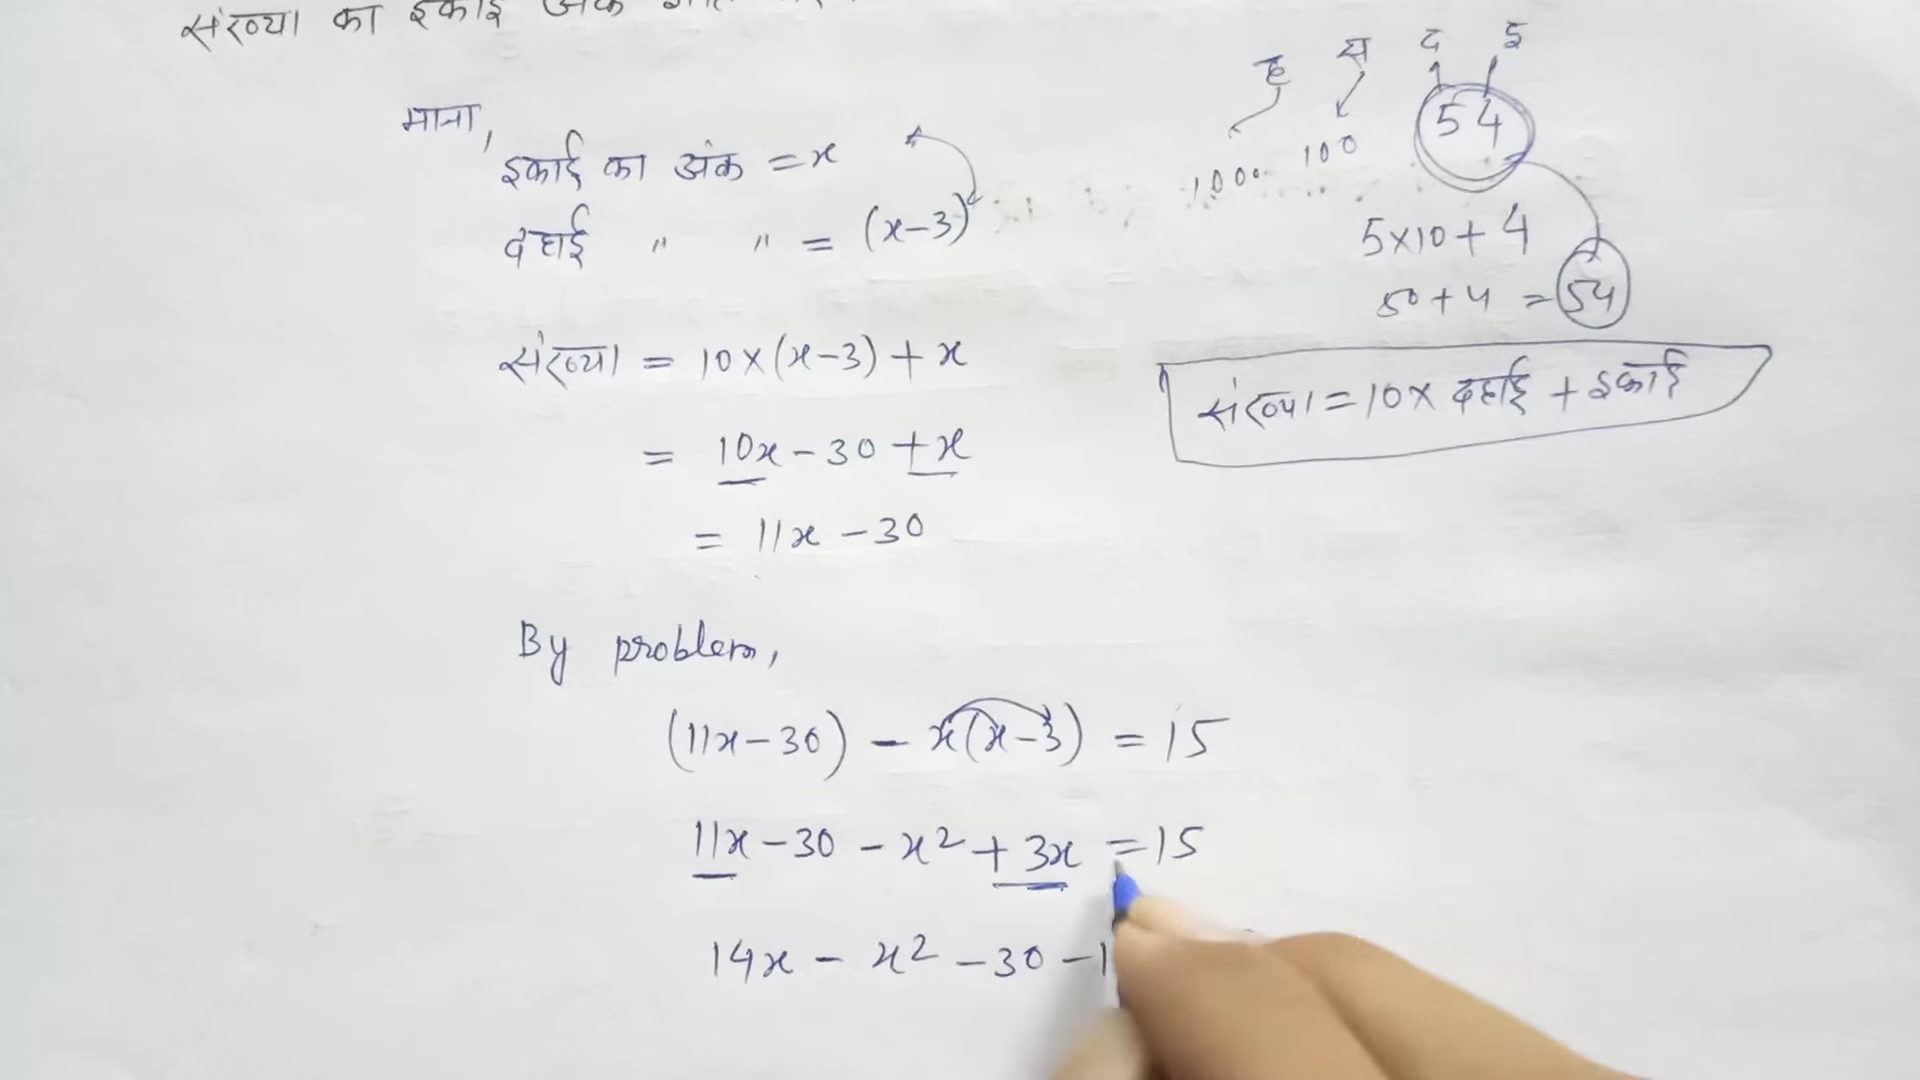 संख्या का इकाई अंक
माना,
इकाई का अंक = x
दहाई " " = (x-3)
संख्या = 10×(x-3) + x
= 10x - 30 + x
= 11x - 30
By problem,
(11x-30) - x(x-3) = 15
11x - 30 - x² + 3x = 15
14x - x² - 30 - 1
ह स द इ
1000 100 54
5×10 + 4
50 + 4 = 54
संख्या = 10× दहाई + इकाई